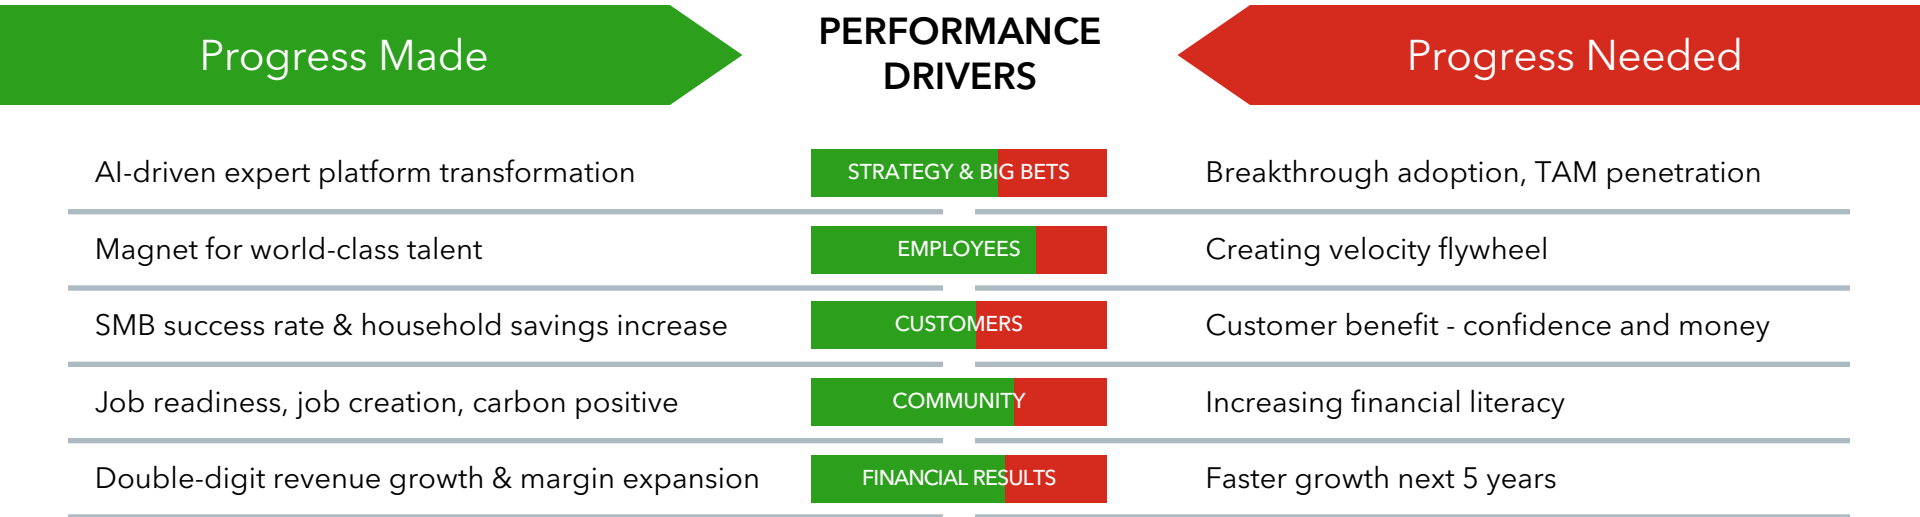 Progress Made
PERFORMANCE
DRIVERS
Progress Needed
AI-driven expert platform transformation
STRATEGY & BIG BETS
Breakthrough adoption, TAM penetration
Magnet for world-class talent
EMPLOYEES
Creating velocity flywheel
SMB success rate & household savings increase
CUSTOMERS
Customer benefit - confidence and money
Job readiness, job creation, carbon positive
COMMUNITY
Increasing financial literacy
Double-digit revenue growth & margin expansion
FINANCIAL RESULTS
Faster growth next 5 years